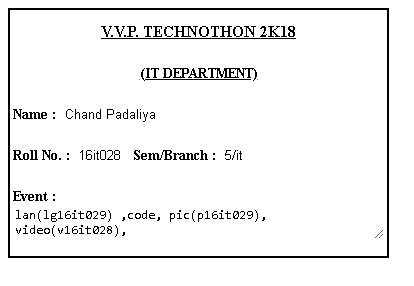 V.V.P. TECHNOTHON 2K18
(IT DEPARTMENT)
Name : Chand Padaliya
Roll No. : 16it028 Sem/Branch : 5/it
Event :
lan(lg16it029) ,code, pic(p16it029),
video(v16it028),